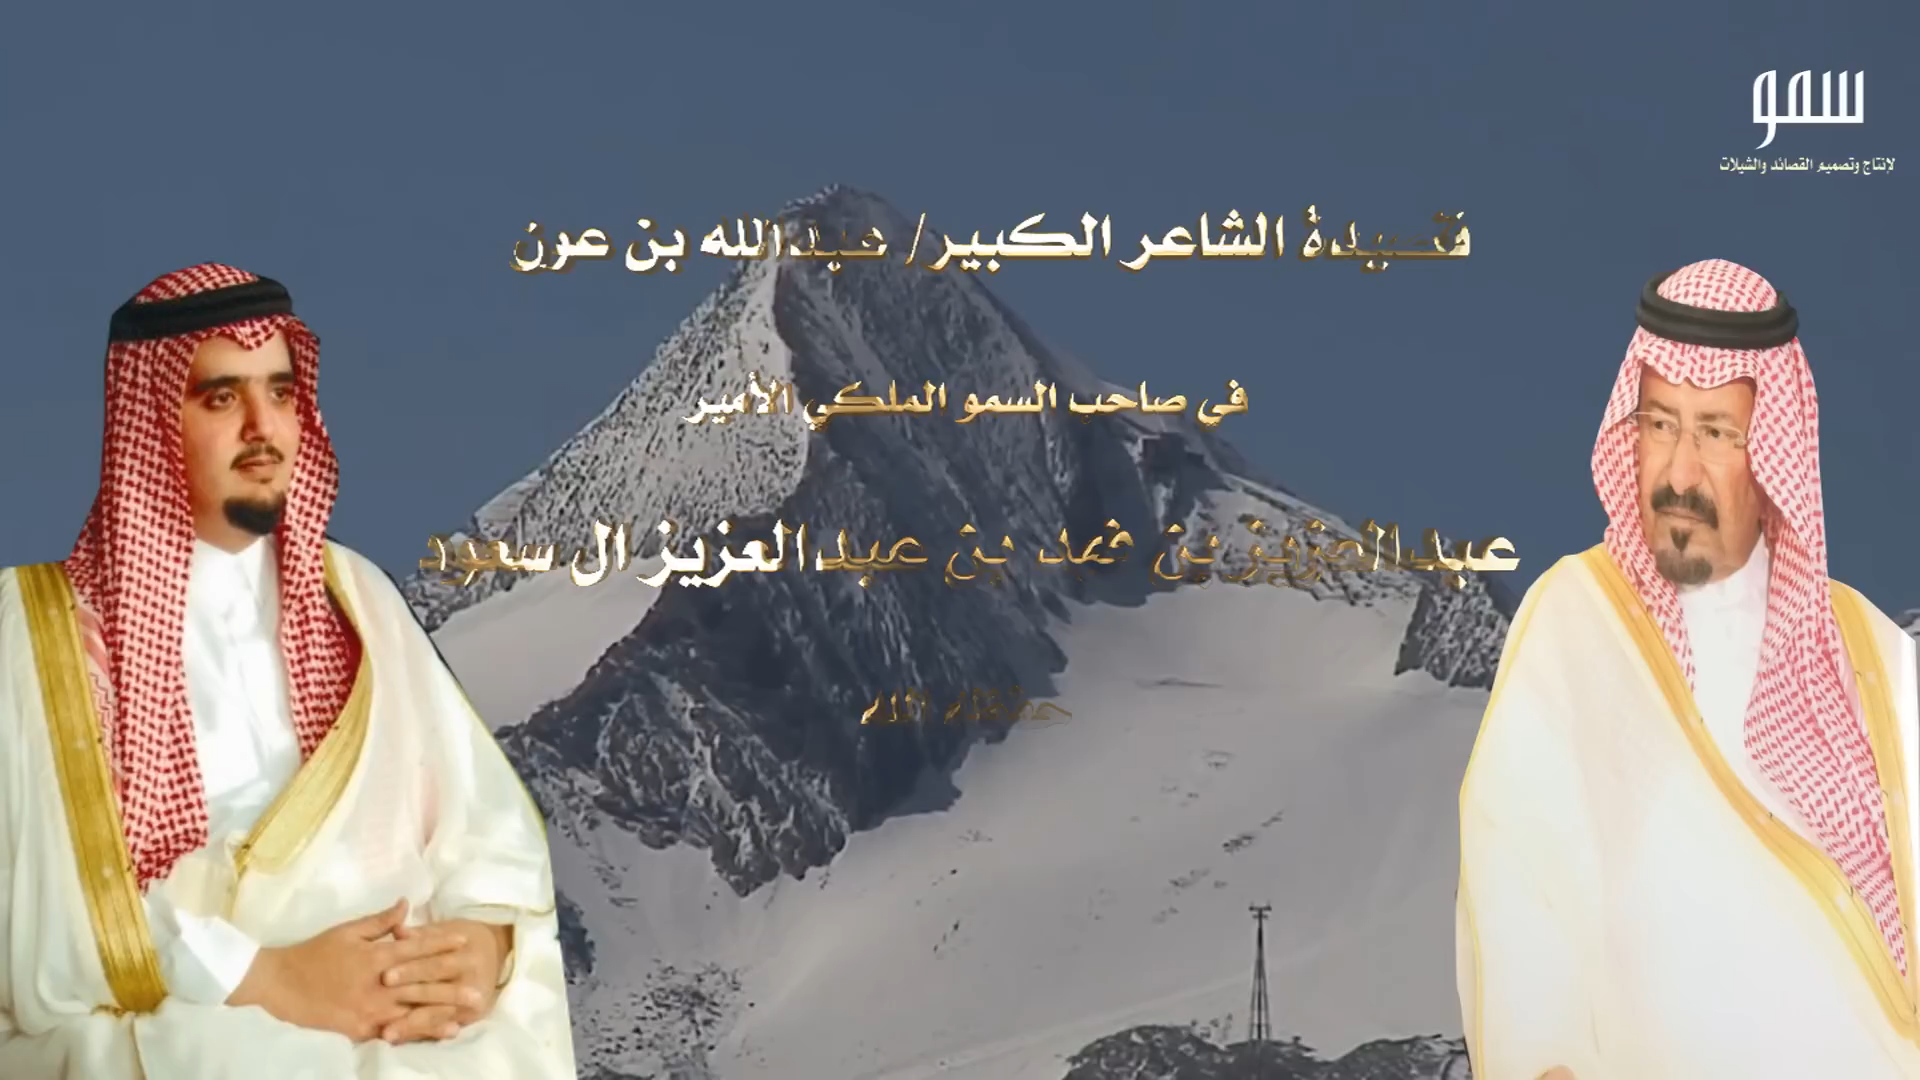 سمو
لإنتاج وتصميم القصائد والشيلات
قصيدة الشاعر الكبير/ عبدالله بن عون
في صاحب السمو الملكي الأمير
عبدالعزيز بن فهد بن عبدالعزيز ال سعود
حفظه الله